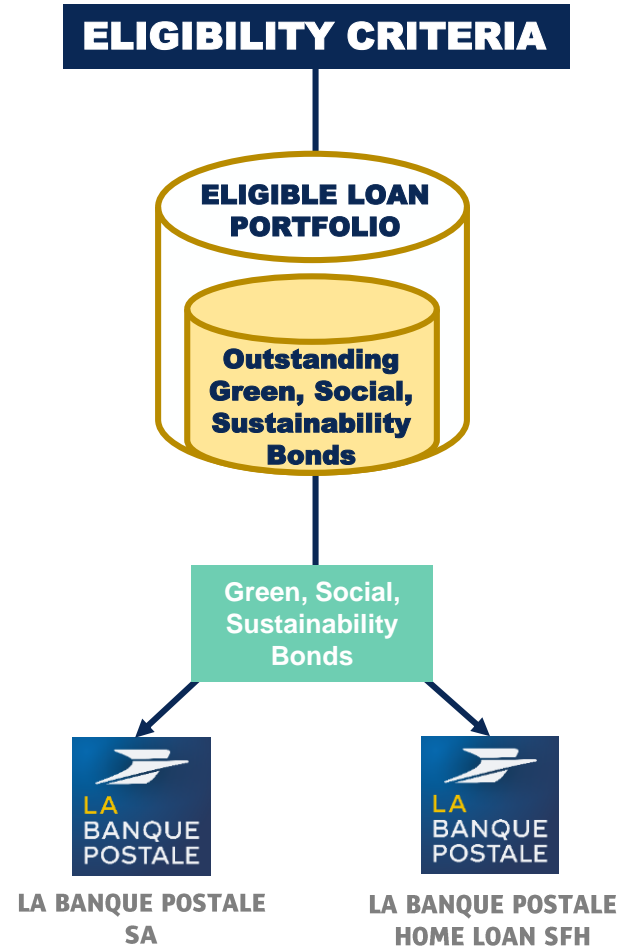 ELIGIBILITY CRITERIA
ELIGIBLE LOAN
PORTFOLIO
Outstanding
Green, Social,
Sustainability
Bonds
Green, Social,
Sustainability
Bonds
LA
BANQUE
POSTALE
LA BANQUE POSTALE
SA
LA
BANQUE
POSTALE
LA BANQUE POSTALE
HOME LOAN SFH